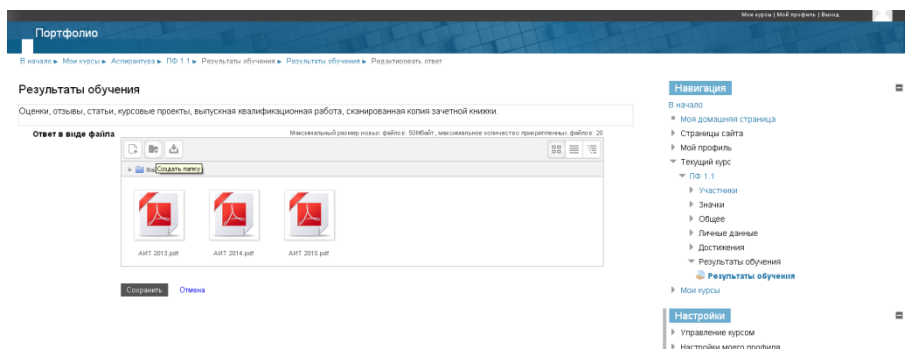 Мои курсы | Мой профиль | Выход
Портфолио
В начало ► Мои курсы ► Аспирантура ► ПФ 1.1 ► Результаты обучения ► Результаты обучения ► Редактировать ответ
Результаты обучения
Оценки, отзывы, статьи, курсовые проекты, выпускная квалификационная работа, сканированная копия зачетной книжки.
Ответ в виде файла
Максимальный размер новых файлов: 50Мбайт, максимальное количество прикрепленных файлов: 20
Создать папку
АИТ 2013.pdf АИТ 2014.pdf АИТ 2015.pdf
Сохранить Отмена
Навигация
В начало
Моя домашняя страница
Страницы сайта
Мой профиль
Текущий курс
ПФ 1.1
Участники
Значки
Общее
Личные данные
Достижения
Результаты обучения
Результаты обучения
Мои курсы
Настройки
Управление курсом
Настройки моего профиля